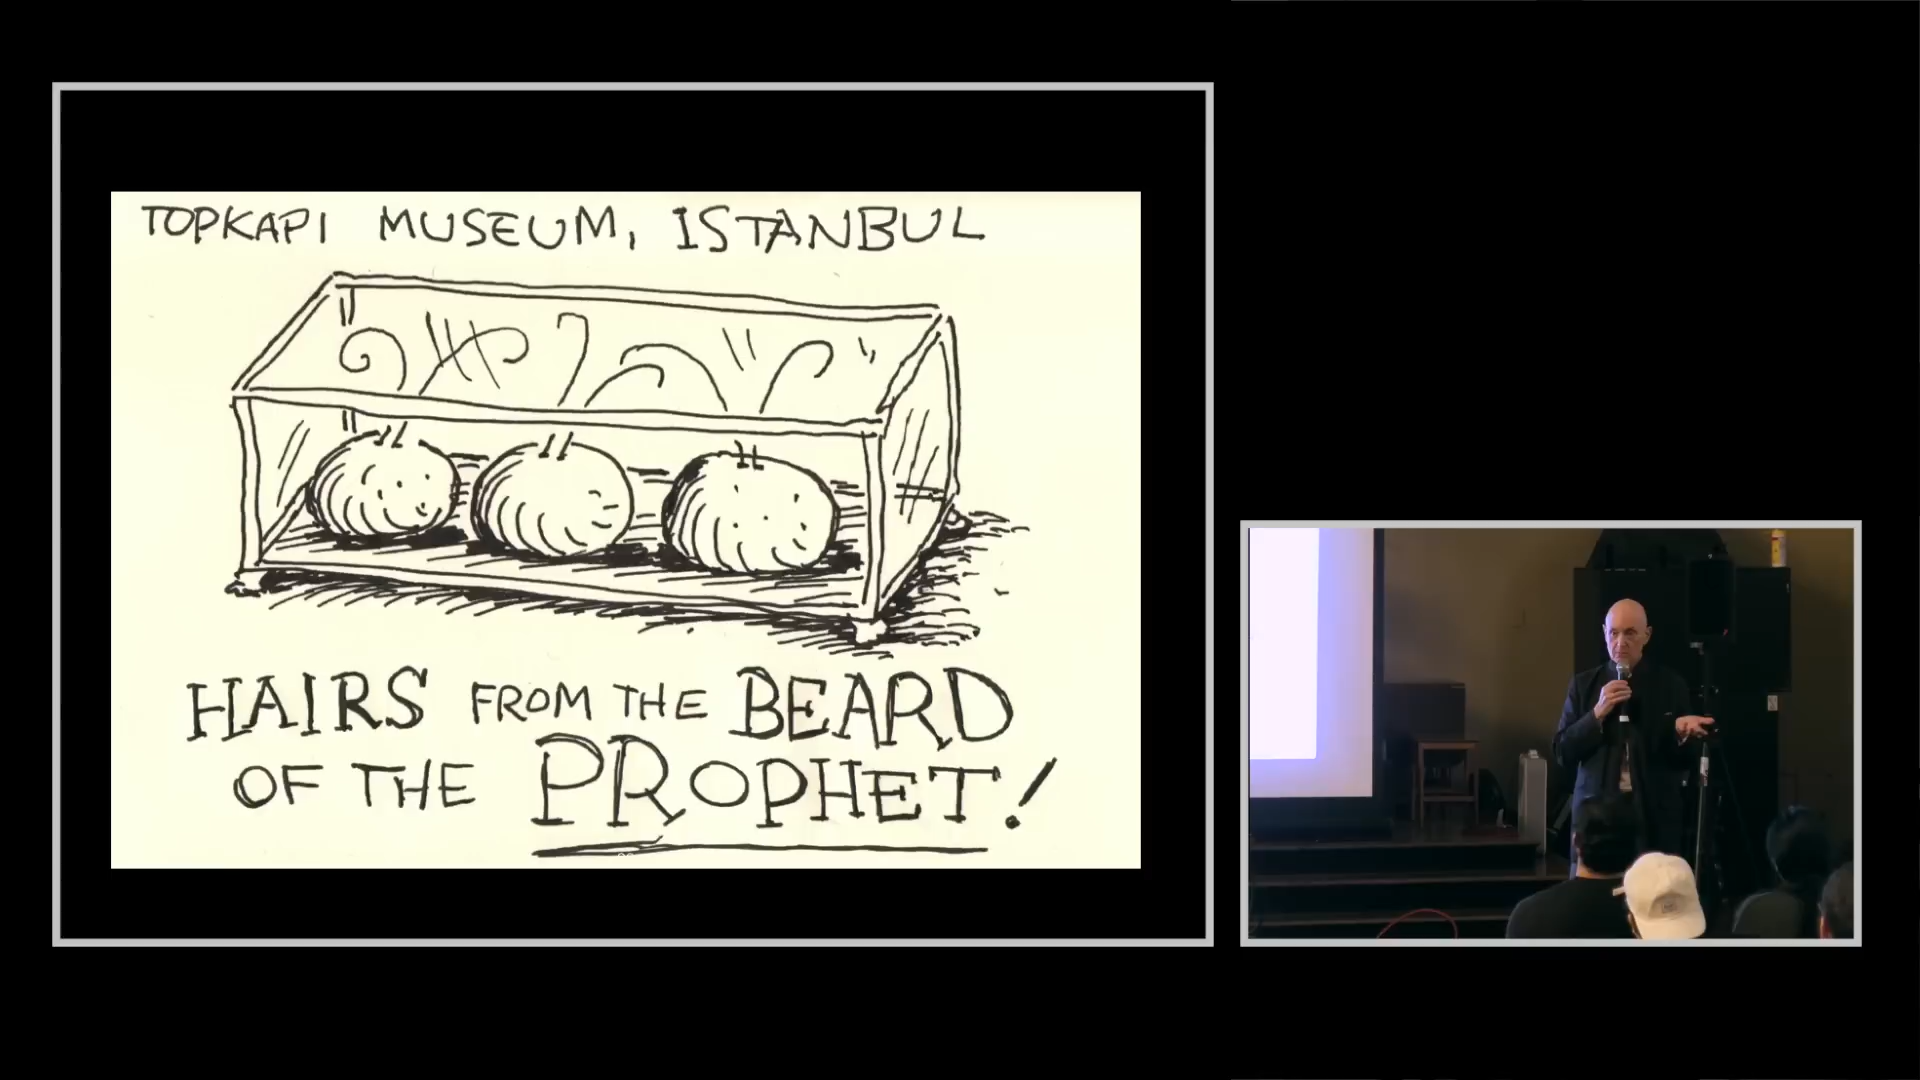 TOPKAPI MUSEUM, ISTANBUL
HAIRS FROM THE BEARD
OF THE PROPHET!